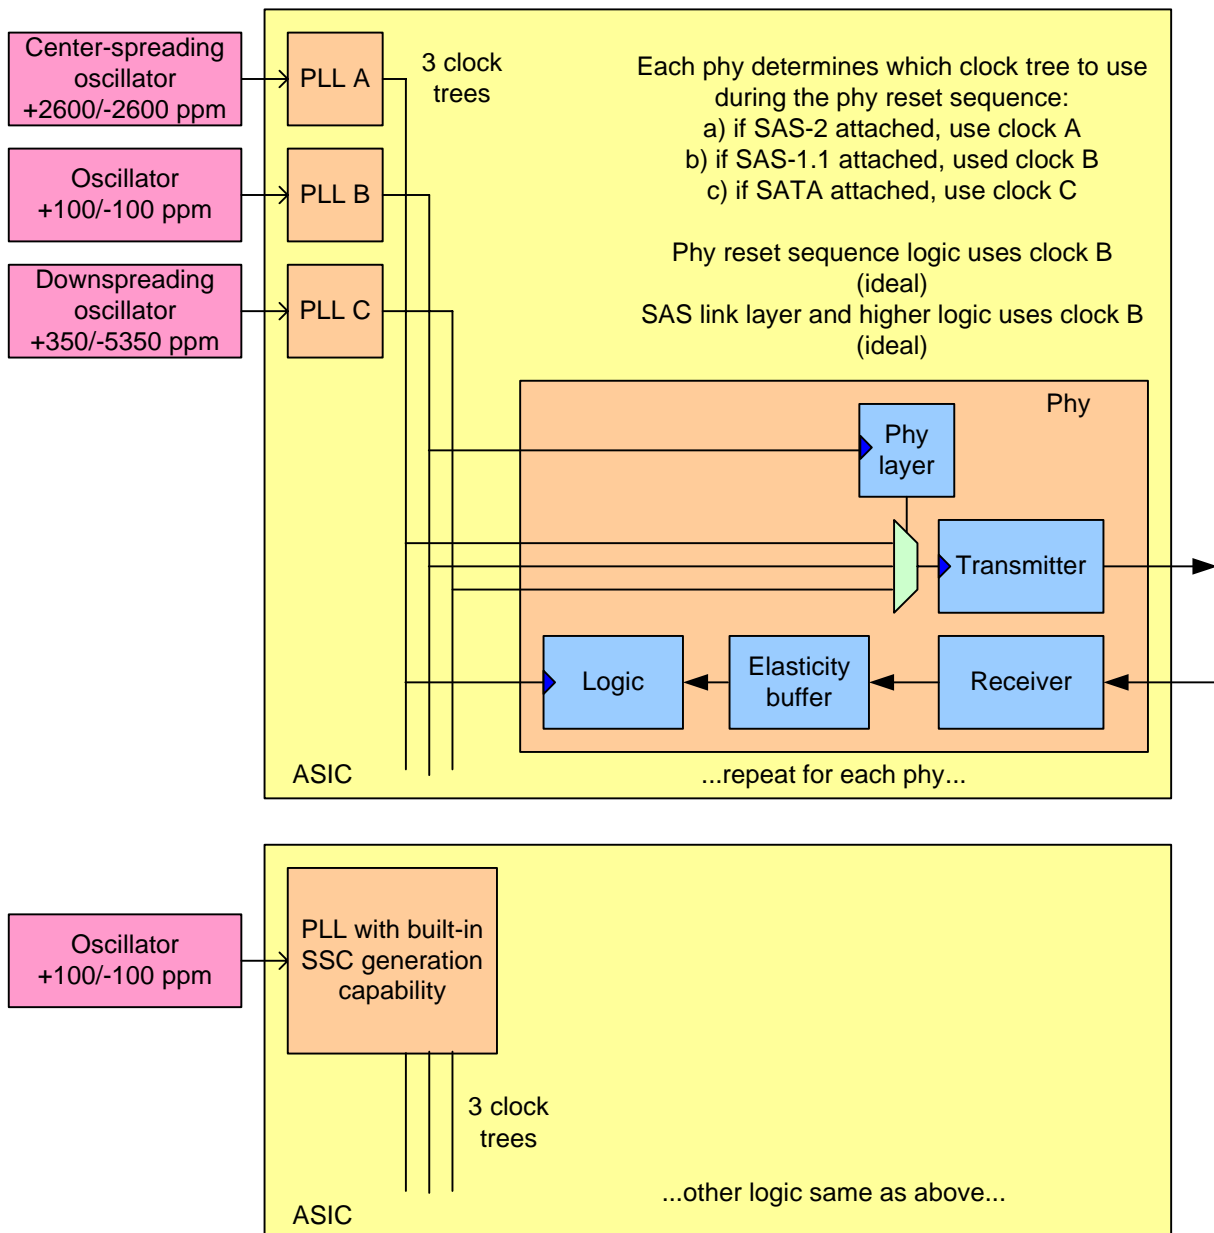 Center-spreading
oscillator
+2600/-2600 ppm
PLL A
3 clock
trees
Each phy determines which clock tree to use
during the phy reset sequence:
a) if SAS-2 attached, use clock A
b) if SAS-1.1 attached, used clock B
c) if SATA attached, use clock C
Oscillator
+100/-100 ppm
PLL B
Phy reset sequence logic uses clock B
(ideal)
SAS link layer and higher logic uses clock B
(ideal)
Downspreading
oscillator
+350/-5350 ppm
PLL C
Phy
Phy
layer
Transmitter
Logic
Elasticity
buffer
Receiver
ASIC
...repeat for each phy...
Oscillator
+100/-100 ppm
PLL with built-in
SSC generation
capability
3 clock
trees
...other logic same as above...
ASIC